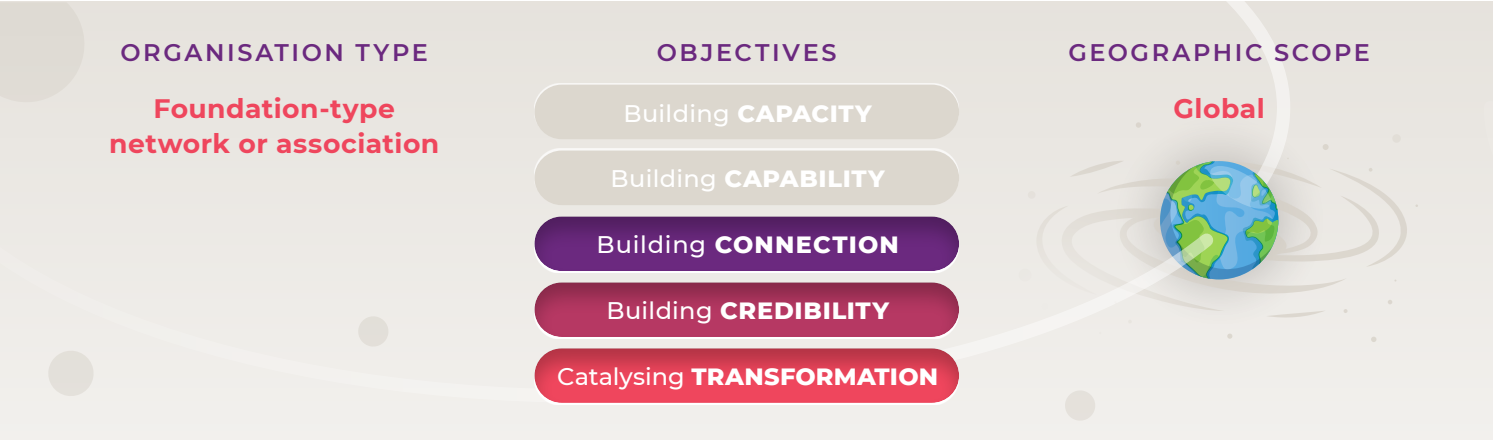 ORGANISATION TYPE
Foundation-type
network or association
OBJECTIVES
Building CAPACITY
Building CAPABILITY
Building CONNECTION
Building CREDIBILITY
Catalysing TRANSFORMATION
GEOGRAPHIC SCOPE
Global